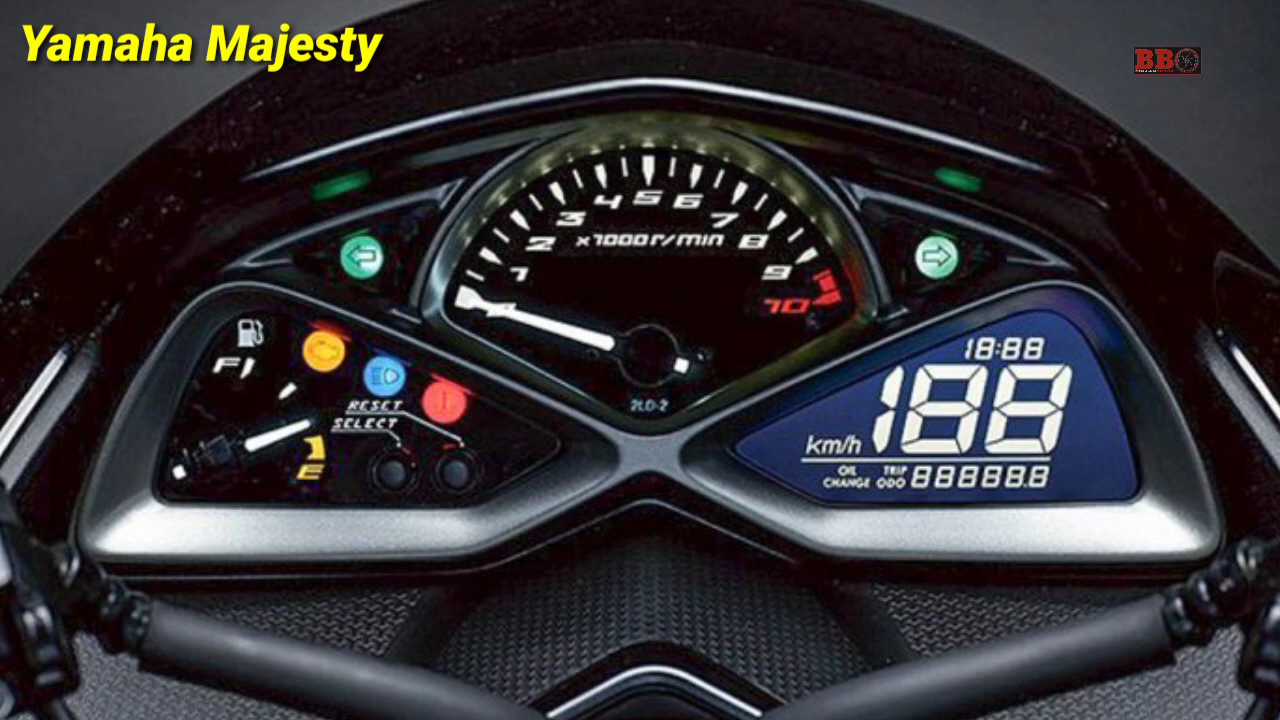 Yamaha Majesty
BBO
1
2
3
4
5
6
7
8
9
10
x1000r/min
2LD-2
F
RESET
SELECT
E
18:88
188
km/h
OIL CHANGE
TRIP
ODO
88888.8